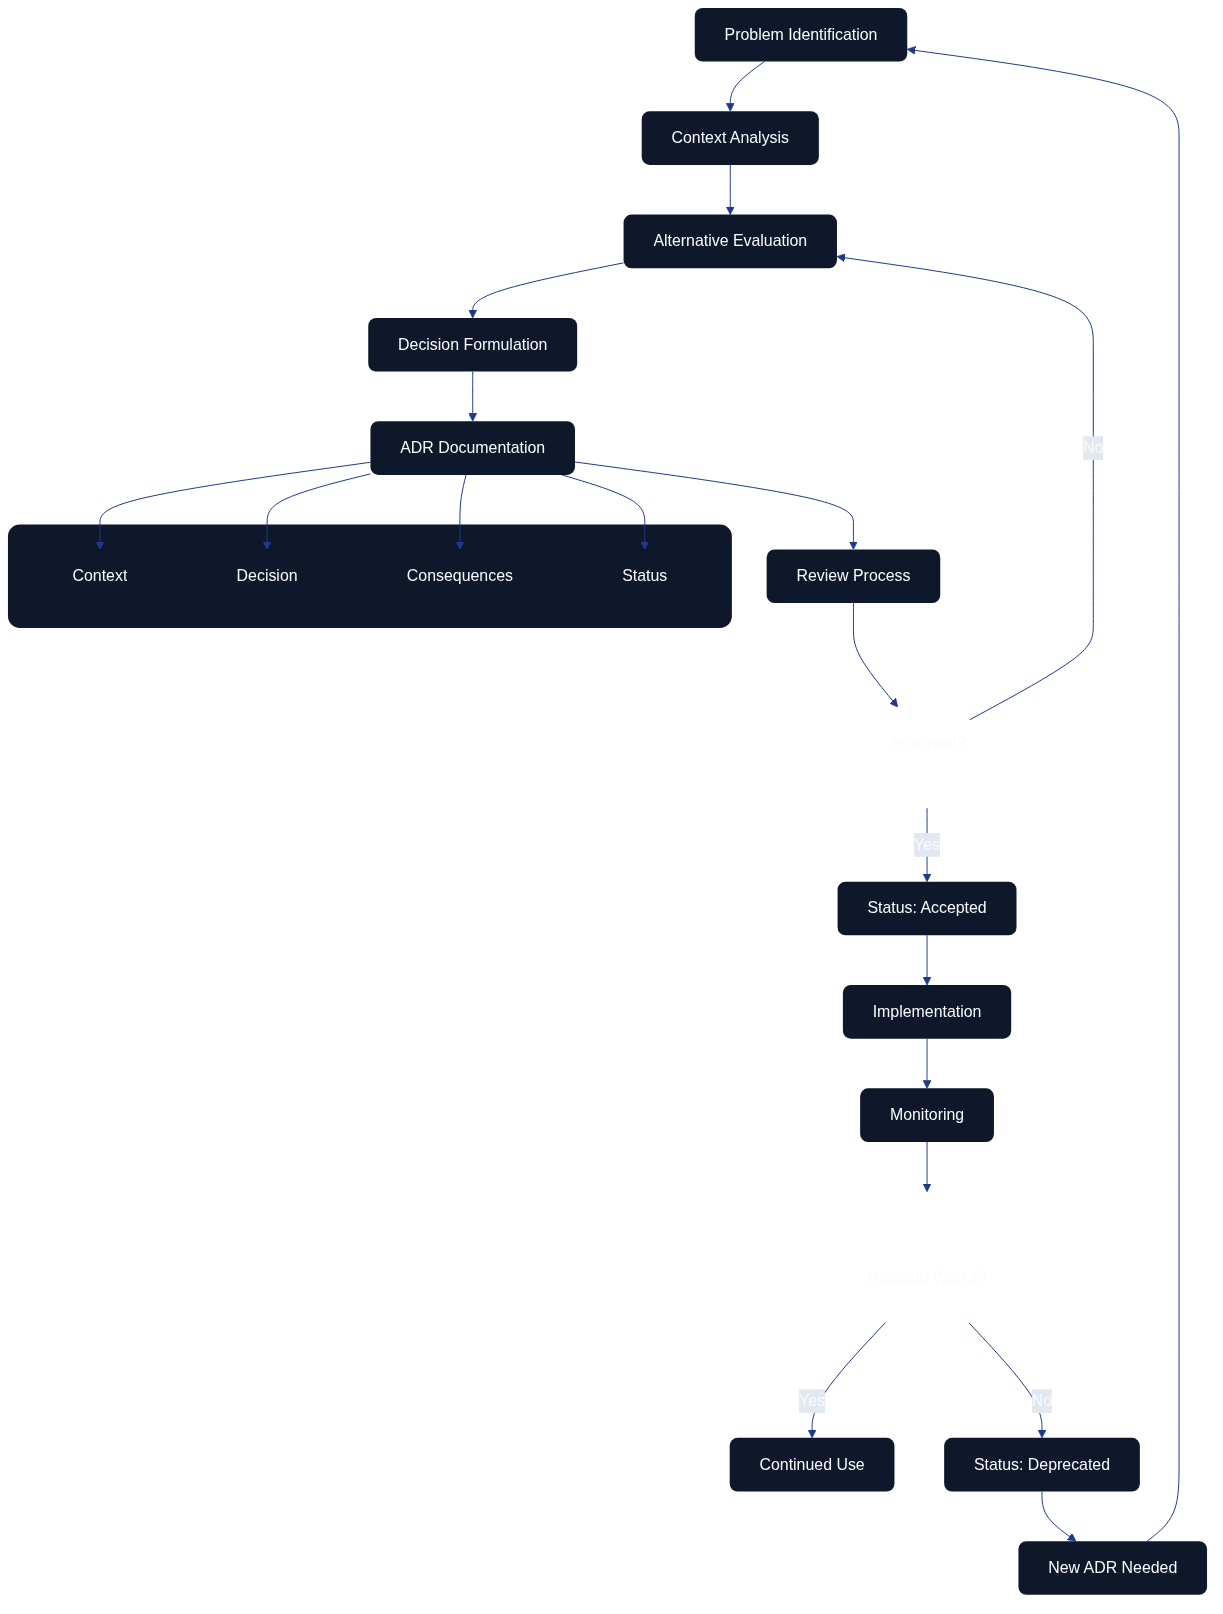 Problem Identification
Context Analysis
Alternative Evaluation
Decision Formulation
ADR Documentation
No
Context
Decision
Consequences
Status
Review Process
Approved?
Yes
Status: Accepted
Implementation
Monitoring
Decision Works?
Yes
No
Continued Use
Status: Deprecated
New ADR Needed